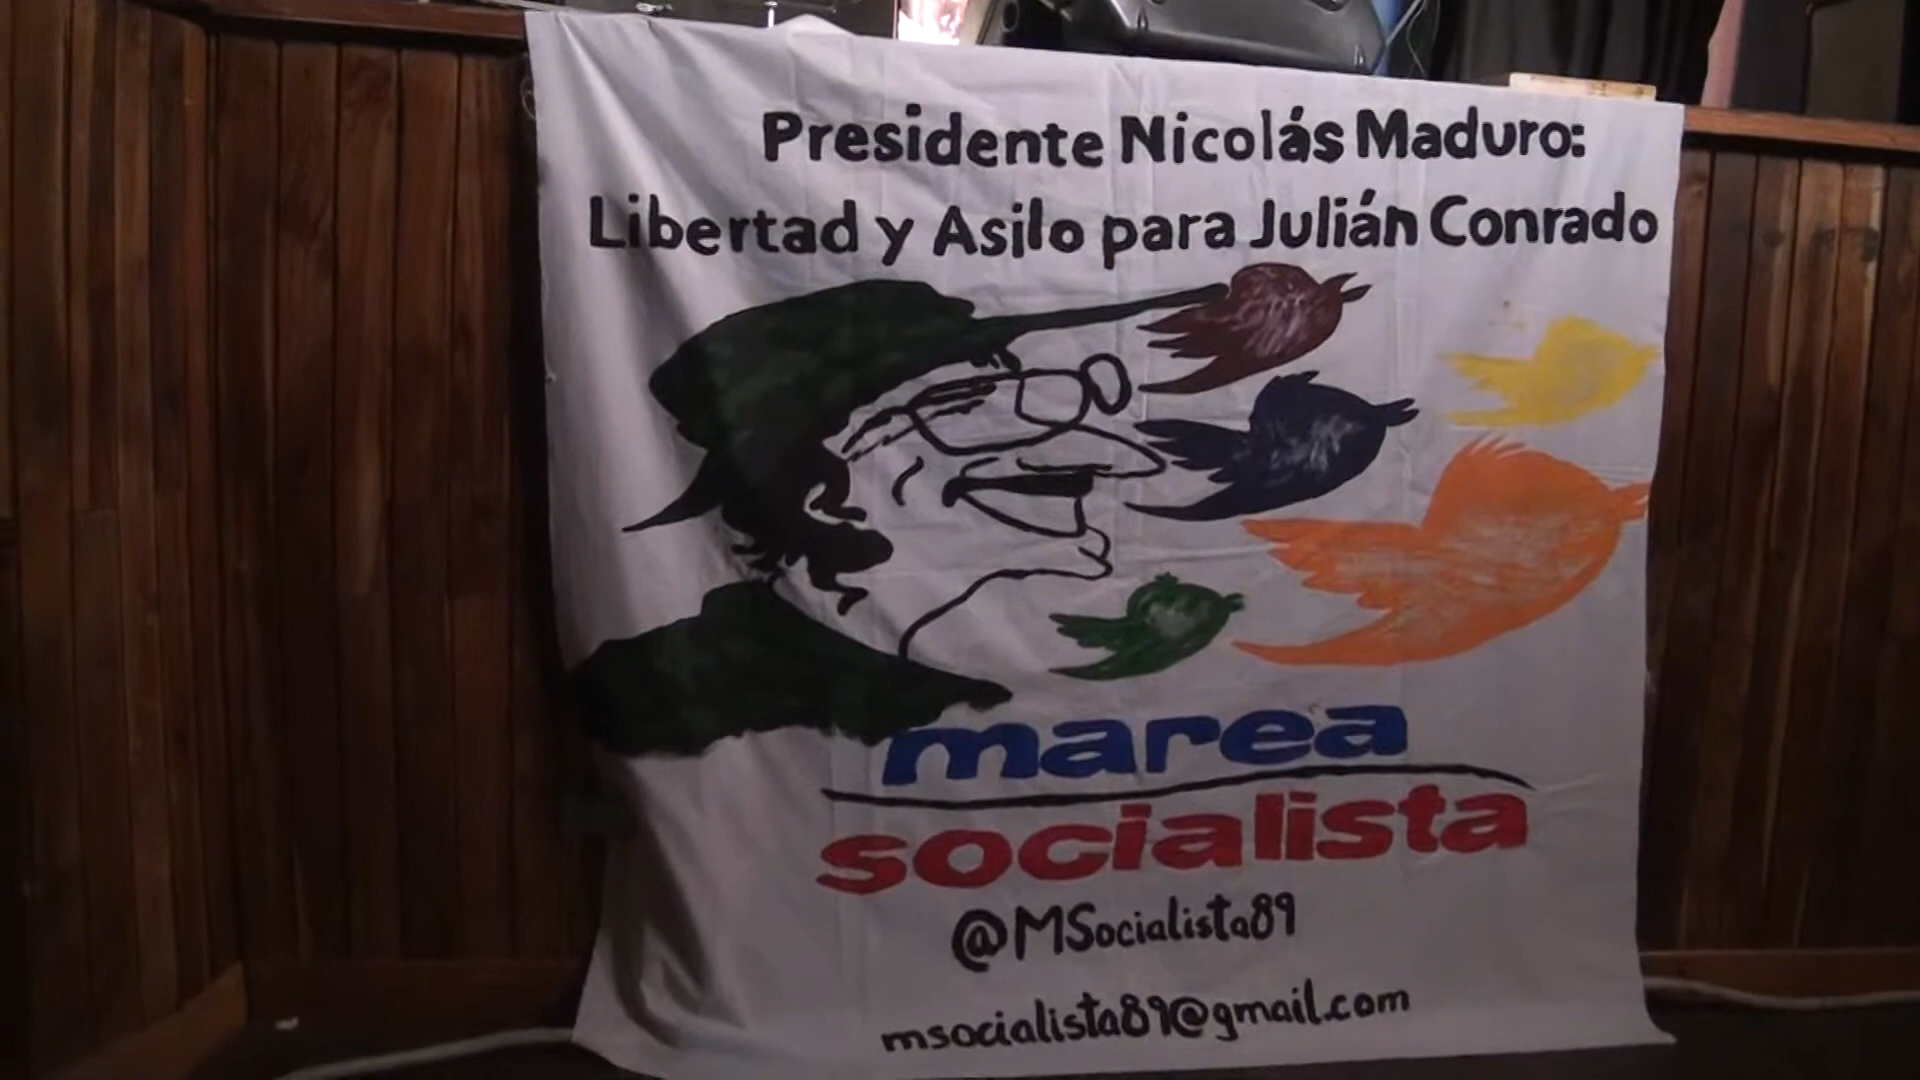 Presidente Nicolás Maduro:
Libertad y Asilo para Julián Conrado
marea
socialista
@MSocialista89
msocialista89@gmail.com